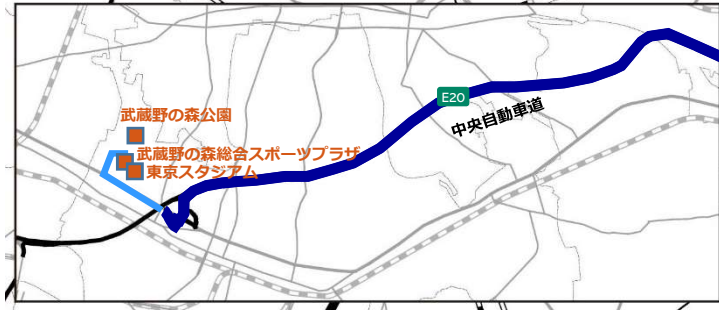 E20
中央自動車道
武蔵野の森公園
武蔵野の森総合スポーツプラザ
東京スタジアム